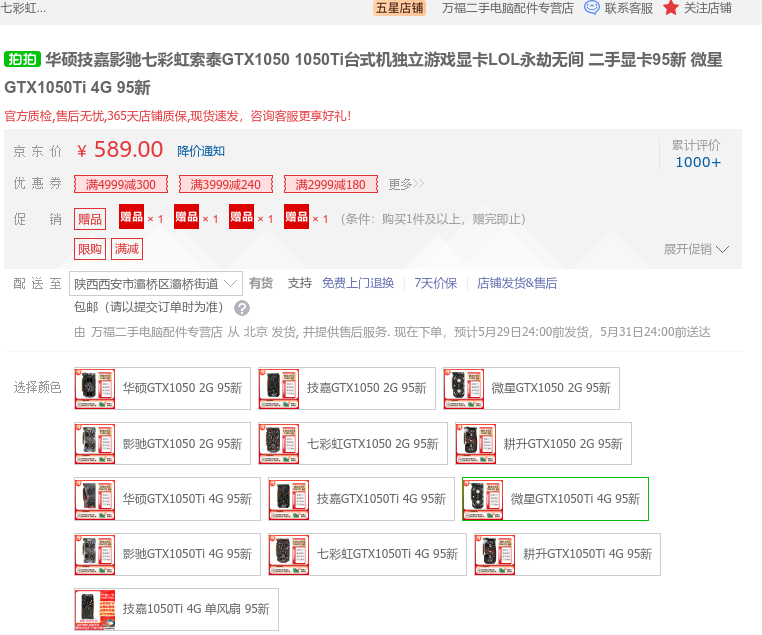 七彩虹...
五星店铺 万福二手电脑配件专营店 联系客服 关注店铺
拍拍 华硕技嘉影驰七彩虹索泰GTX1050 1050Ti台式机独立游戏显卡LOL永劫无间 二手显卡95新 微星
GTX1050Ti 4G 95新
官方质检,售后无忧,365天店铺质保,现货速发，咨询客服更享好礼!
京东价 ¥ 589.00 降价通知
累计评价
1000+
优惠券 满4999减300 满3999减240 满2999减180 更多>>
促销 赠品 赠品 × 1 赠品 × 1 赠品 × 1 赠品 × 1 （条件：购买1件及以上，赠完即止）
限购 满减 展开促销
配送至 陕西西安市灞桥区灞桥街道 有货 支持 免费上门退换 7天价保 店铺发货&售后
包邮（请以提交订单时为准） ?
由 万福二手电脑配件专营店 从 北京 发货, 并提供售后服务. 现在下单，预计5月29日24:00前发货，5月31日24:00前送达
选择颜色 华硕GTX1050 2G 95新 技嘉GTX1050 2G 95新 微星GTX1050 2G 95新
影驰GTX1050 2G 95新 七彩虹GTX1050 2G 95新 耕升GTX1050 2G 95新
华硕GTX1050Ti 4G 95新 技嘉GTX1050Ti 4G 95新 微星GTX1050Ti 4G 95新
影驰GTX1050Ti 4G 95新 七彩虹GTX1050Ti 4G 95新 耕升GTX1050Ti 4G 95新
技嘉1050Ti 4G 单风扇 95新